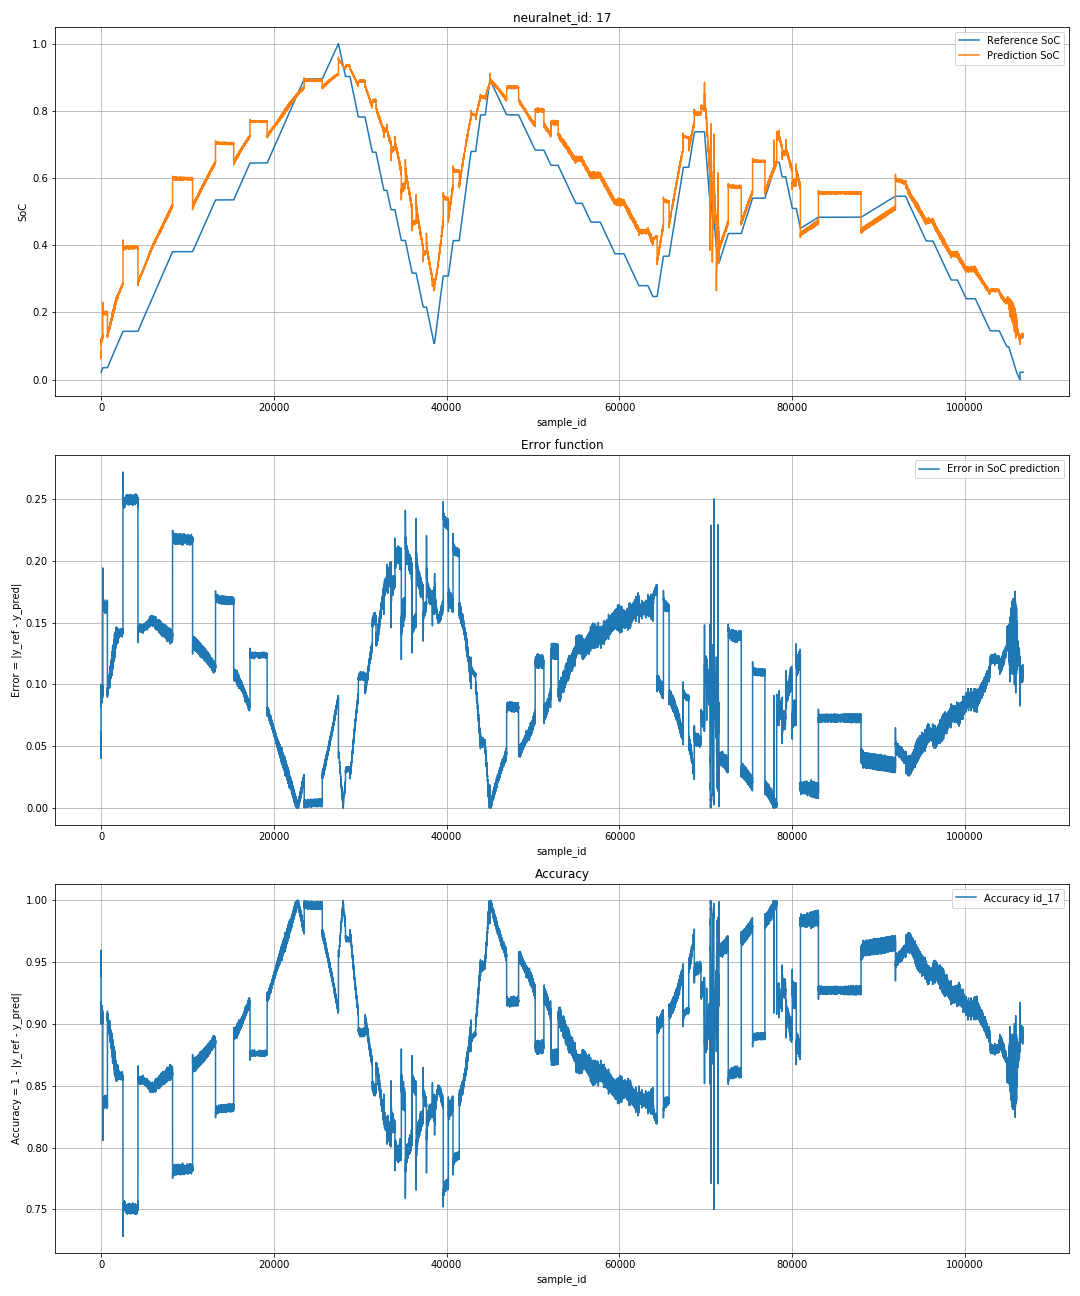 neuralnet_id: 17
Reference SoC
Prediction SoC
SoC
1.0
0.8
0.6
0.4
0.2
0.0
0 20000 40000 60000 80000 100000
sample_id
Error function
Error in SoC prediction
Error = |y_ref - y_pred|
0.25
0.20
0.15
0.10
0.05
0.00
0 20000 40000 60000 80000 100000
sample_id
Accuracy
Accuracy id_17
Accuracy = 1 - |y_ref - y_pred|
1.00
0.95
0.90
0.85
0.80
0.75
0 20000 40000 60000 80000 100000
sample_id